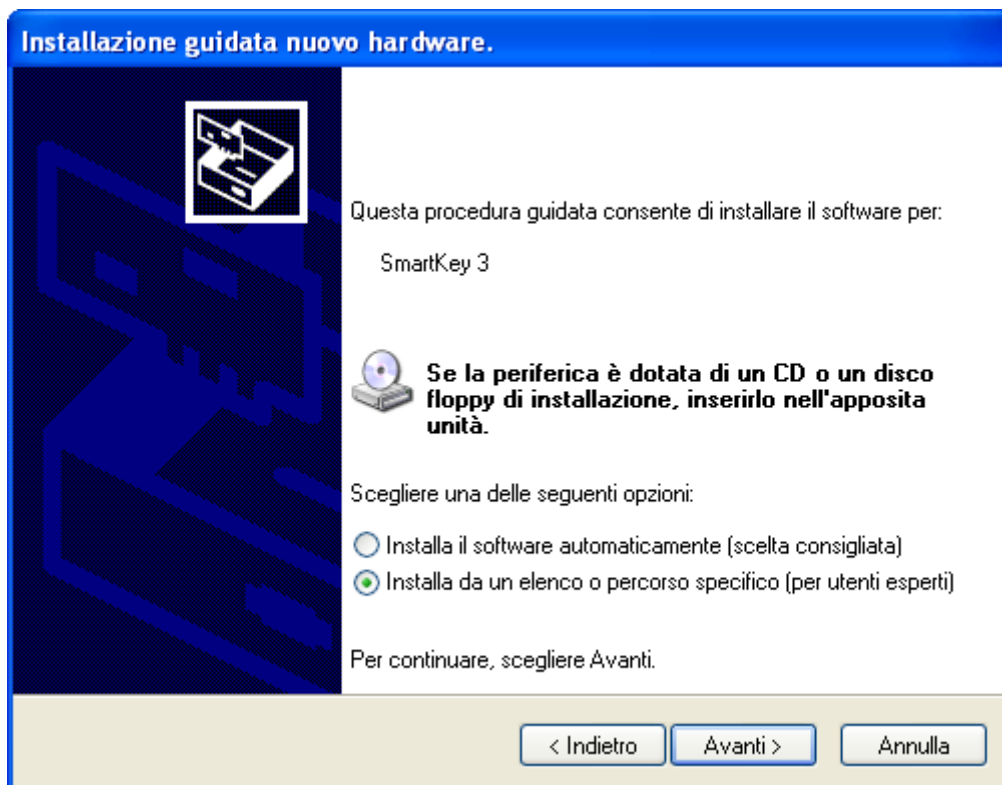 Installazione guidata nuovo hardware.
Questa procedura guidata consente di installare il software per:
SmartKey 3
Se la periferica è dotata di un CD o un disco
floppy di installazione, inserirlo nell'apposita
unità.
Scegliere una delle seguenti opzioni:
Installa il software automaticamente (scelta consigliata)
Installa da un elenco o percorso specifico (per utenti esperti)
Per continuare, scegliere Avanti.
< Indietro Avanti > Annulla